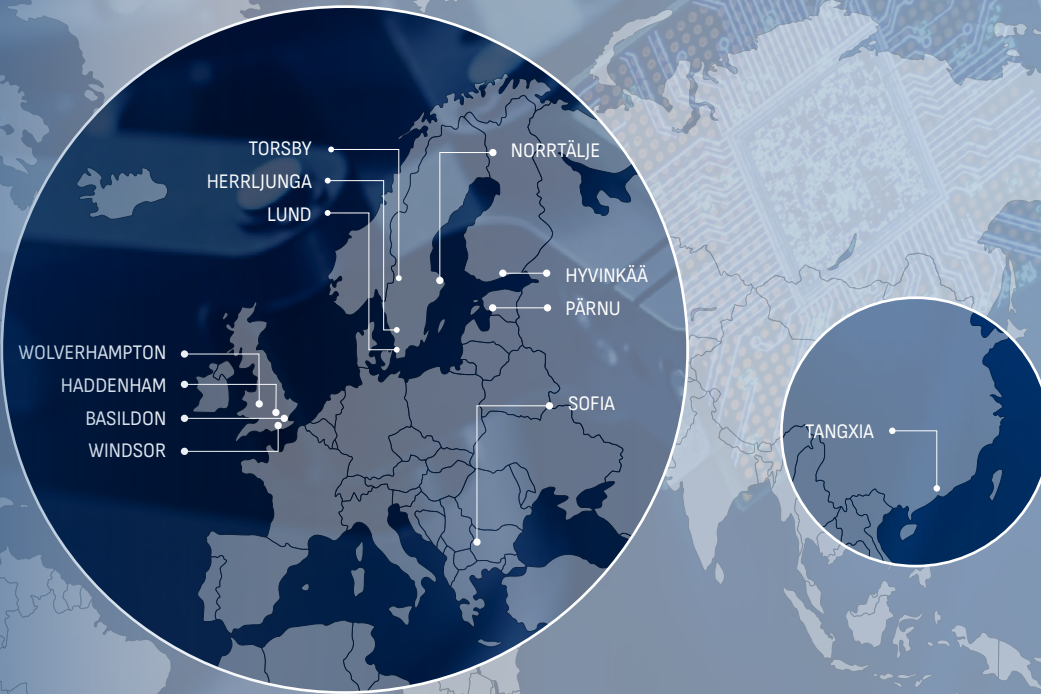 TORSBY
NORRTÄLJE
HERRLJUNGA
LUND
HYVINKÄÄ
PÄRNU
WOLVERHAMPTON
HADDENHAM
SOFIA
BASILDON
TANGXIA
WINDSOR